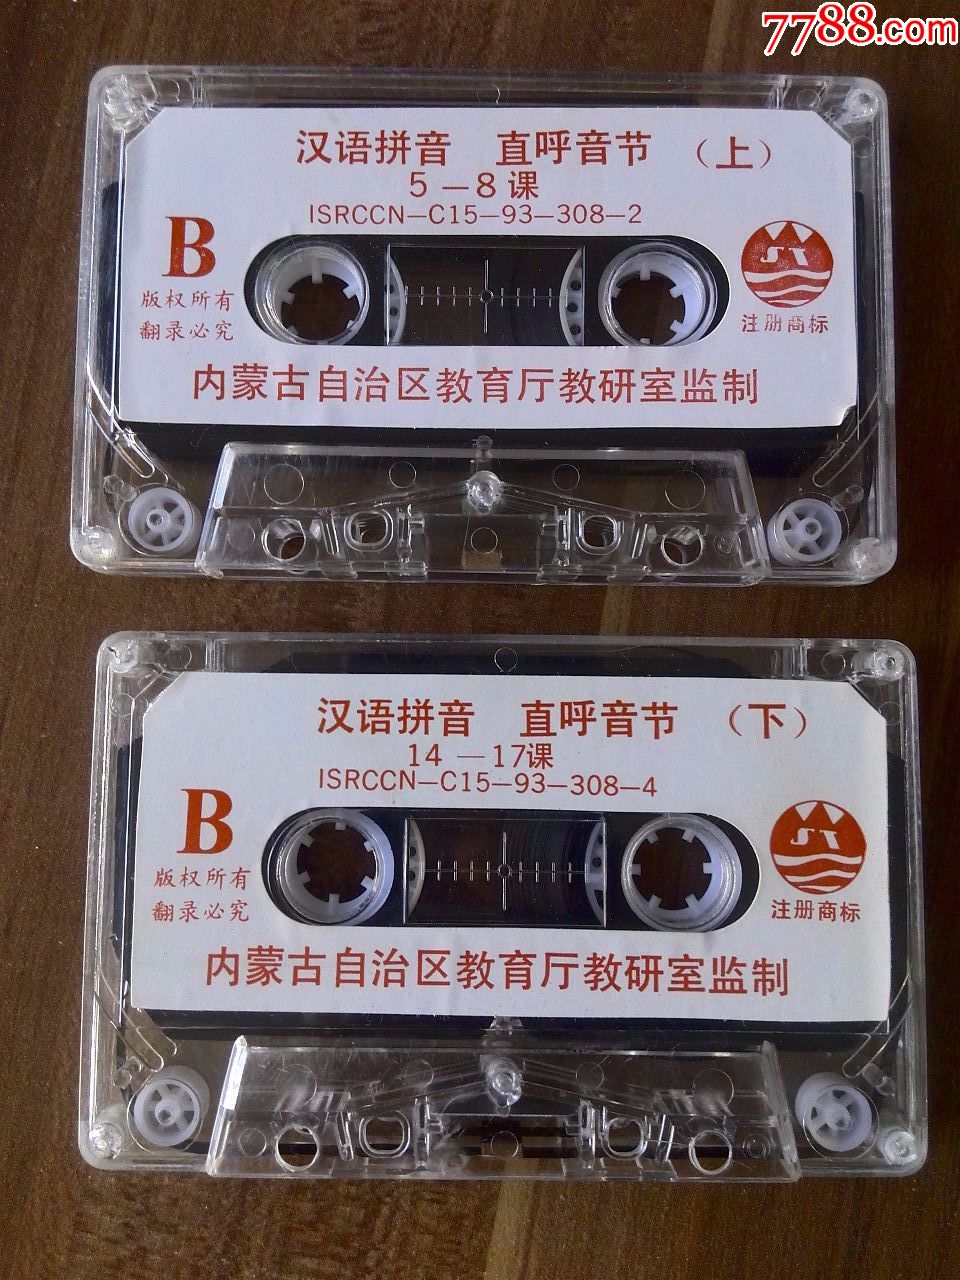 7788.com
汉语拼音 直呼音节 (上)
5-8课
ISRCCN-C15-93-308-2
B
版权所有
翻录必究
注册商标
内蒙古自治区教育厅教研室监制
汉语拼音 直呼音节 (下)
14-17课
ISRCCN-C15-93-308-4
B
版权所有
翻录必究
注册商标
内蒙古自治区教育厅教研室监制